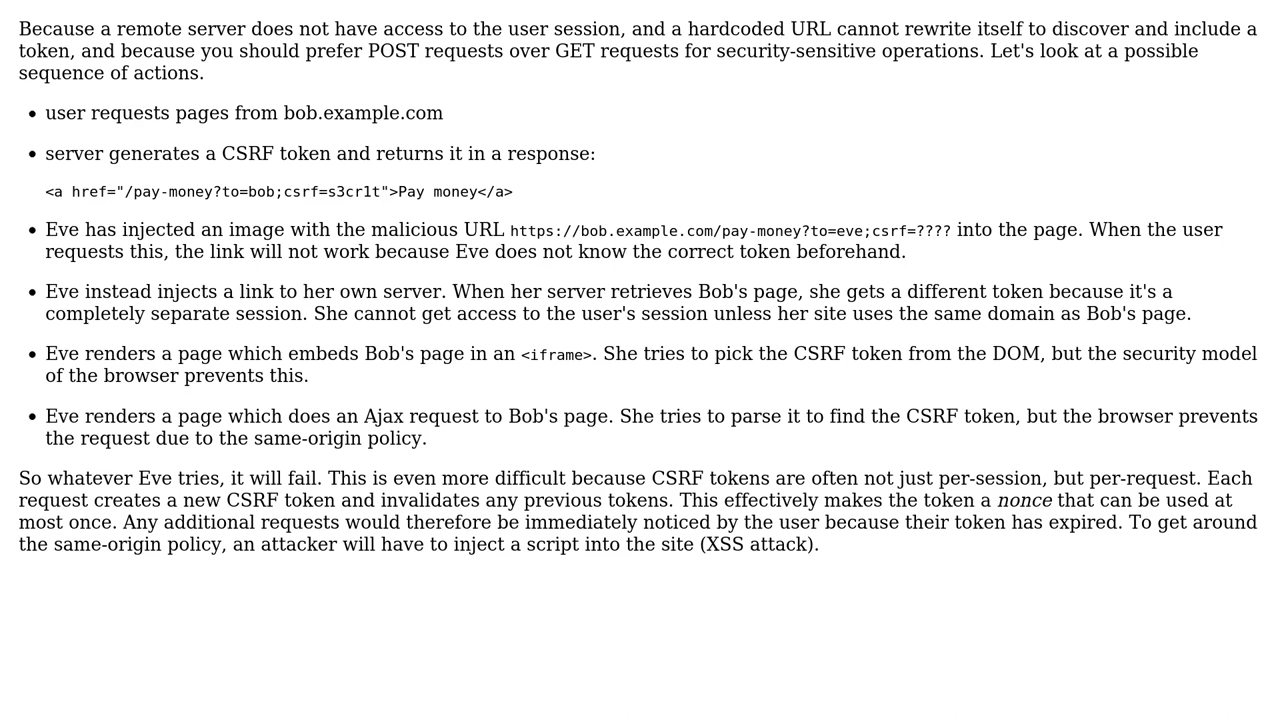 Because a remote server does not have access to the user session, and a hardcoded URL cannot rewrite itself to discover and include a
token, and because you should prefer POST requests over GET requests for security-sensitive operations. Let's look at a possible
sequence of actions.
• user requests pages from bob.example.com
• server generates a CSRF token and returns it in a response:
<a href="/pay-money?to=bob;csrf=s3cr1t">Pay money</a>
• Eve has injected an image with the malicious URL https://bob.example.com/pay-money?to=eve;csrf=???? into the page. When the user
requests this, the link will not work because Eve does not know the correct token beforehand.
• Eve instead injects a link to her own server. When her server retrieves Bob's page, she gets a different token because it's a
completely separate session. She cannot get access to the user's session unless her site uses the same domain as Bob's page.
• Eve renders a page which embeds Bob's page in an <iframe>. She tries to pick the CSRF token from the DOM, but the security model
of the browser prevents this.
• Eve renders a page which does an Ajax request to Bob's page. She tries to parse it to find the CSRF token, but the browser prevents
the request due to the same-origin policy.
So whatever Eve tries, it will fail. This is even more difficult because CSRF tokens are often not just per-session, but per-request. Each
request creates a new CSRF token and invalidates any previous tokens. This effectively makes the token a nonce that can be used at
most once. Any additional requests would therefore be immediately noticed by the user because their token has expired. To get around
the same-origin policy, an attacker will have to inject a script into the site (XSS attack).